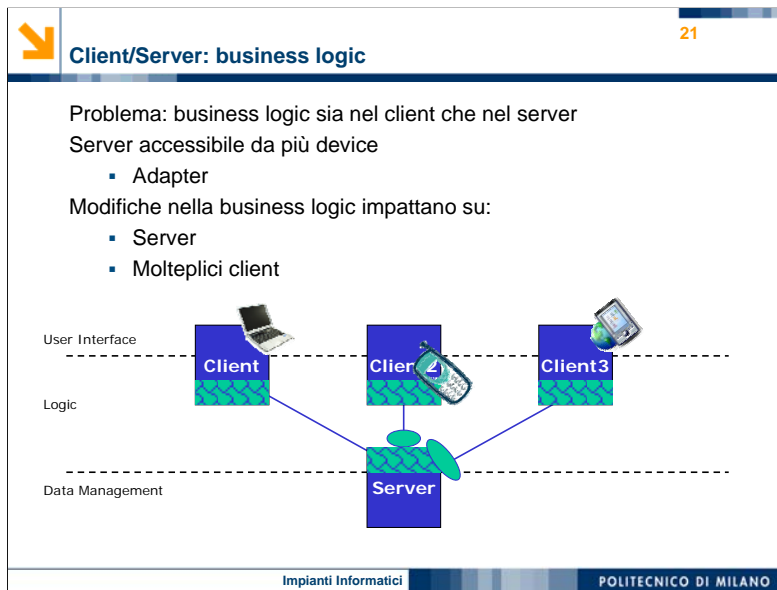 21
Client/Server: business logic
Problema: business logic sia nel client che nel server
Server accessibile da più device
▪ Adapter
Modifiche nella business logic impattano su:
▪ Server
▪ Molteplici client
User Interface
Client
Client3
Logic
Data Management
Server
Impianti Informatici
POLITECNICO DI MILANO